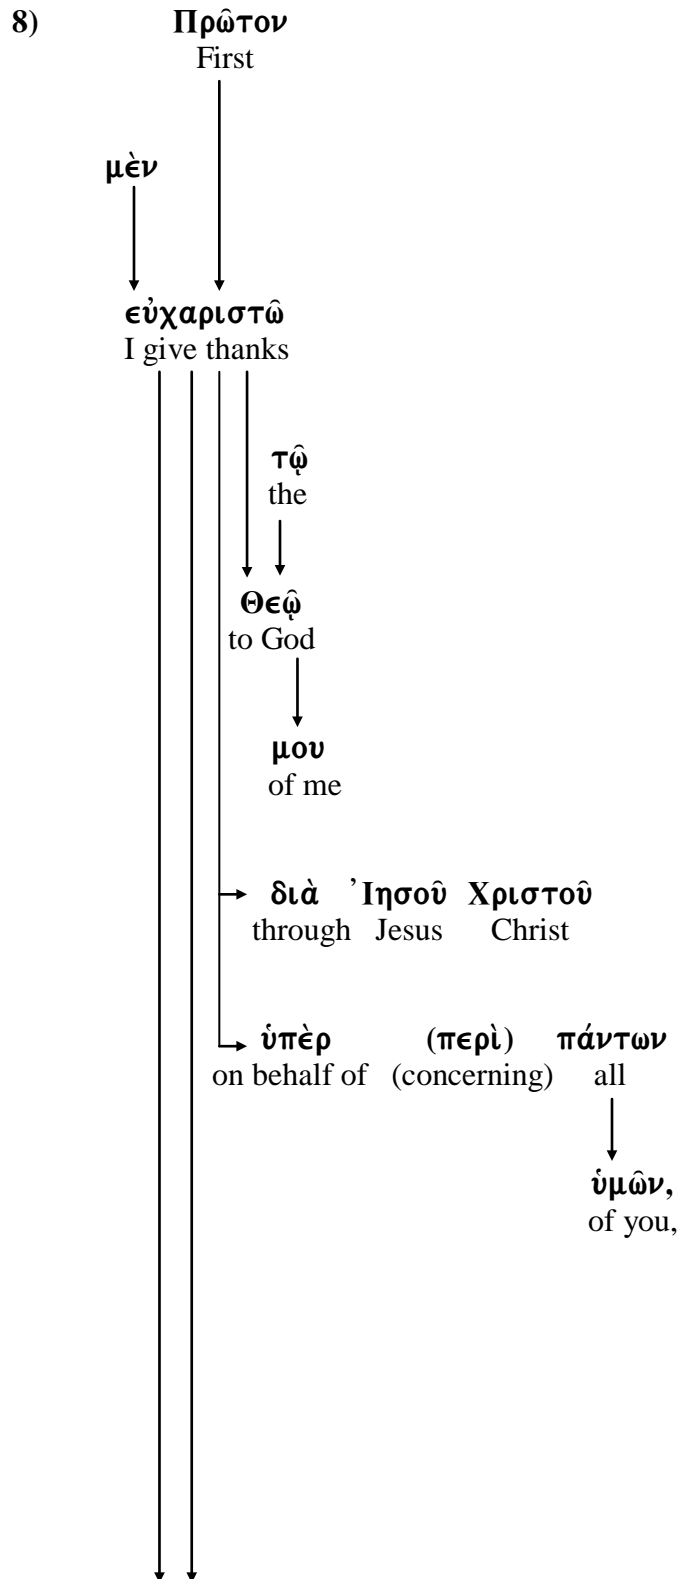 8) Πρῶτον
First
μὲν
εὐχαριστῶ
I give thanks
τῷ
the
Θεῷ
to God
μου
of me
διὰ Ἰησοῦ Χριστοῦ
through Jesus Christ
ὑπὲρ (περὶ) πάντων
on behalf of (concerning) all
ὑμῶν,
of you,